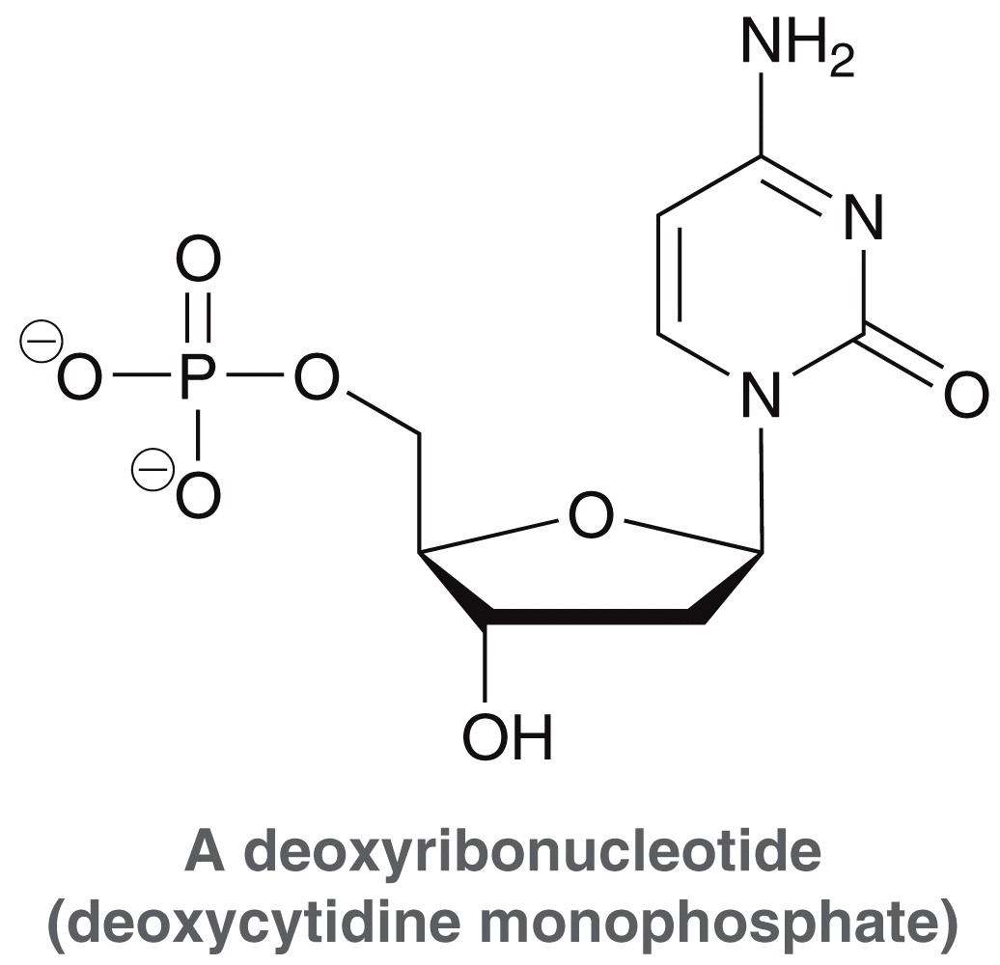 NH₂
N
O
⊖O P O
N
O
⊖O
O
OH
A deoxyribonucleotide
(deoxycytidine monophosphate)